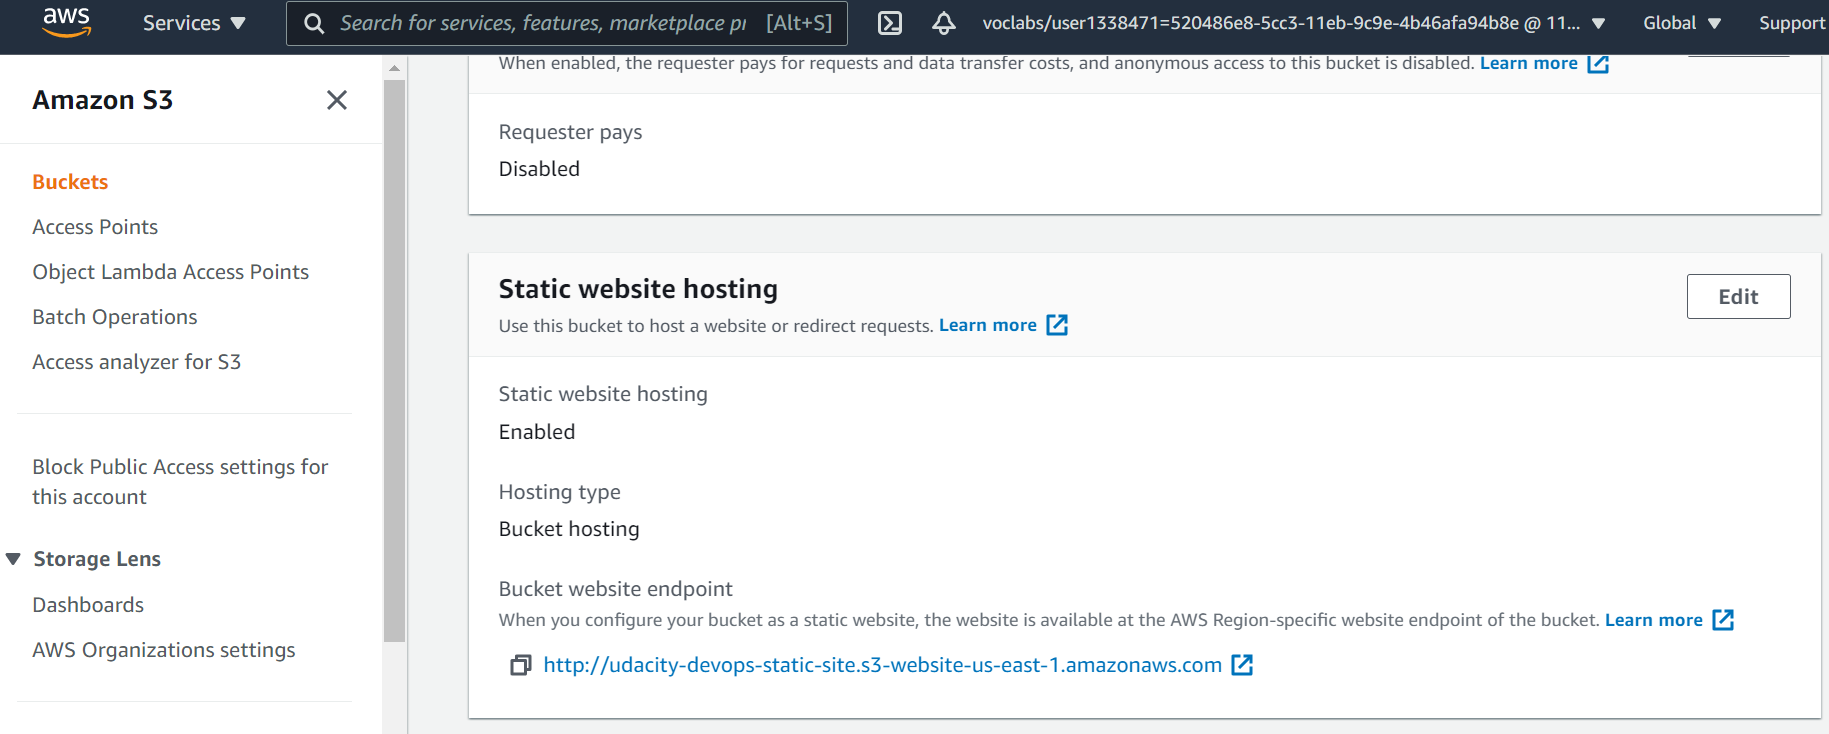 aws Services Search for services, features, marketplace pr [Alt+S] voclabs/user1338471=520486e8-5cc3-11eb-9c9e-4b46afa94b8e @ 11... Global Support
Amazon S3
Buckets
Access Points
Object Lambda Access Points
Batch Operations
Access analyzer for S3
Block Public Access settings for
this account
Storage Lens
Dashboards
AWS Organizations settings
When enabled, the requester pays for requests and data transfer costs, and anonymous access to this bucket is disabled. Learn more
Requester pays
Disabled
Static website hosting
Edit
Use this bucket to host a website or redirect requests. Learn more
Static website hosting
Enabled
Hosting type
Bucket hosting
Bucket website endpoint
When you configure your bucket as a static website, the website is available at the AWS Region-specific website endpoint of the bucket. Learn more
http://udacity-devops-static-site.s3-website-us-east-1.amazonaws.com